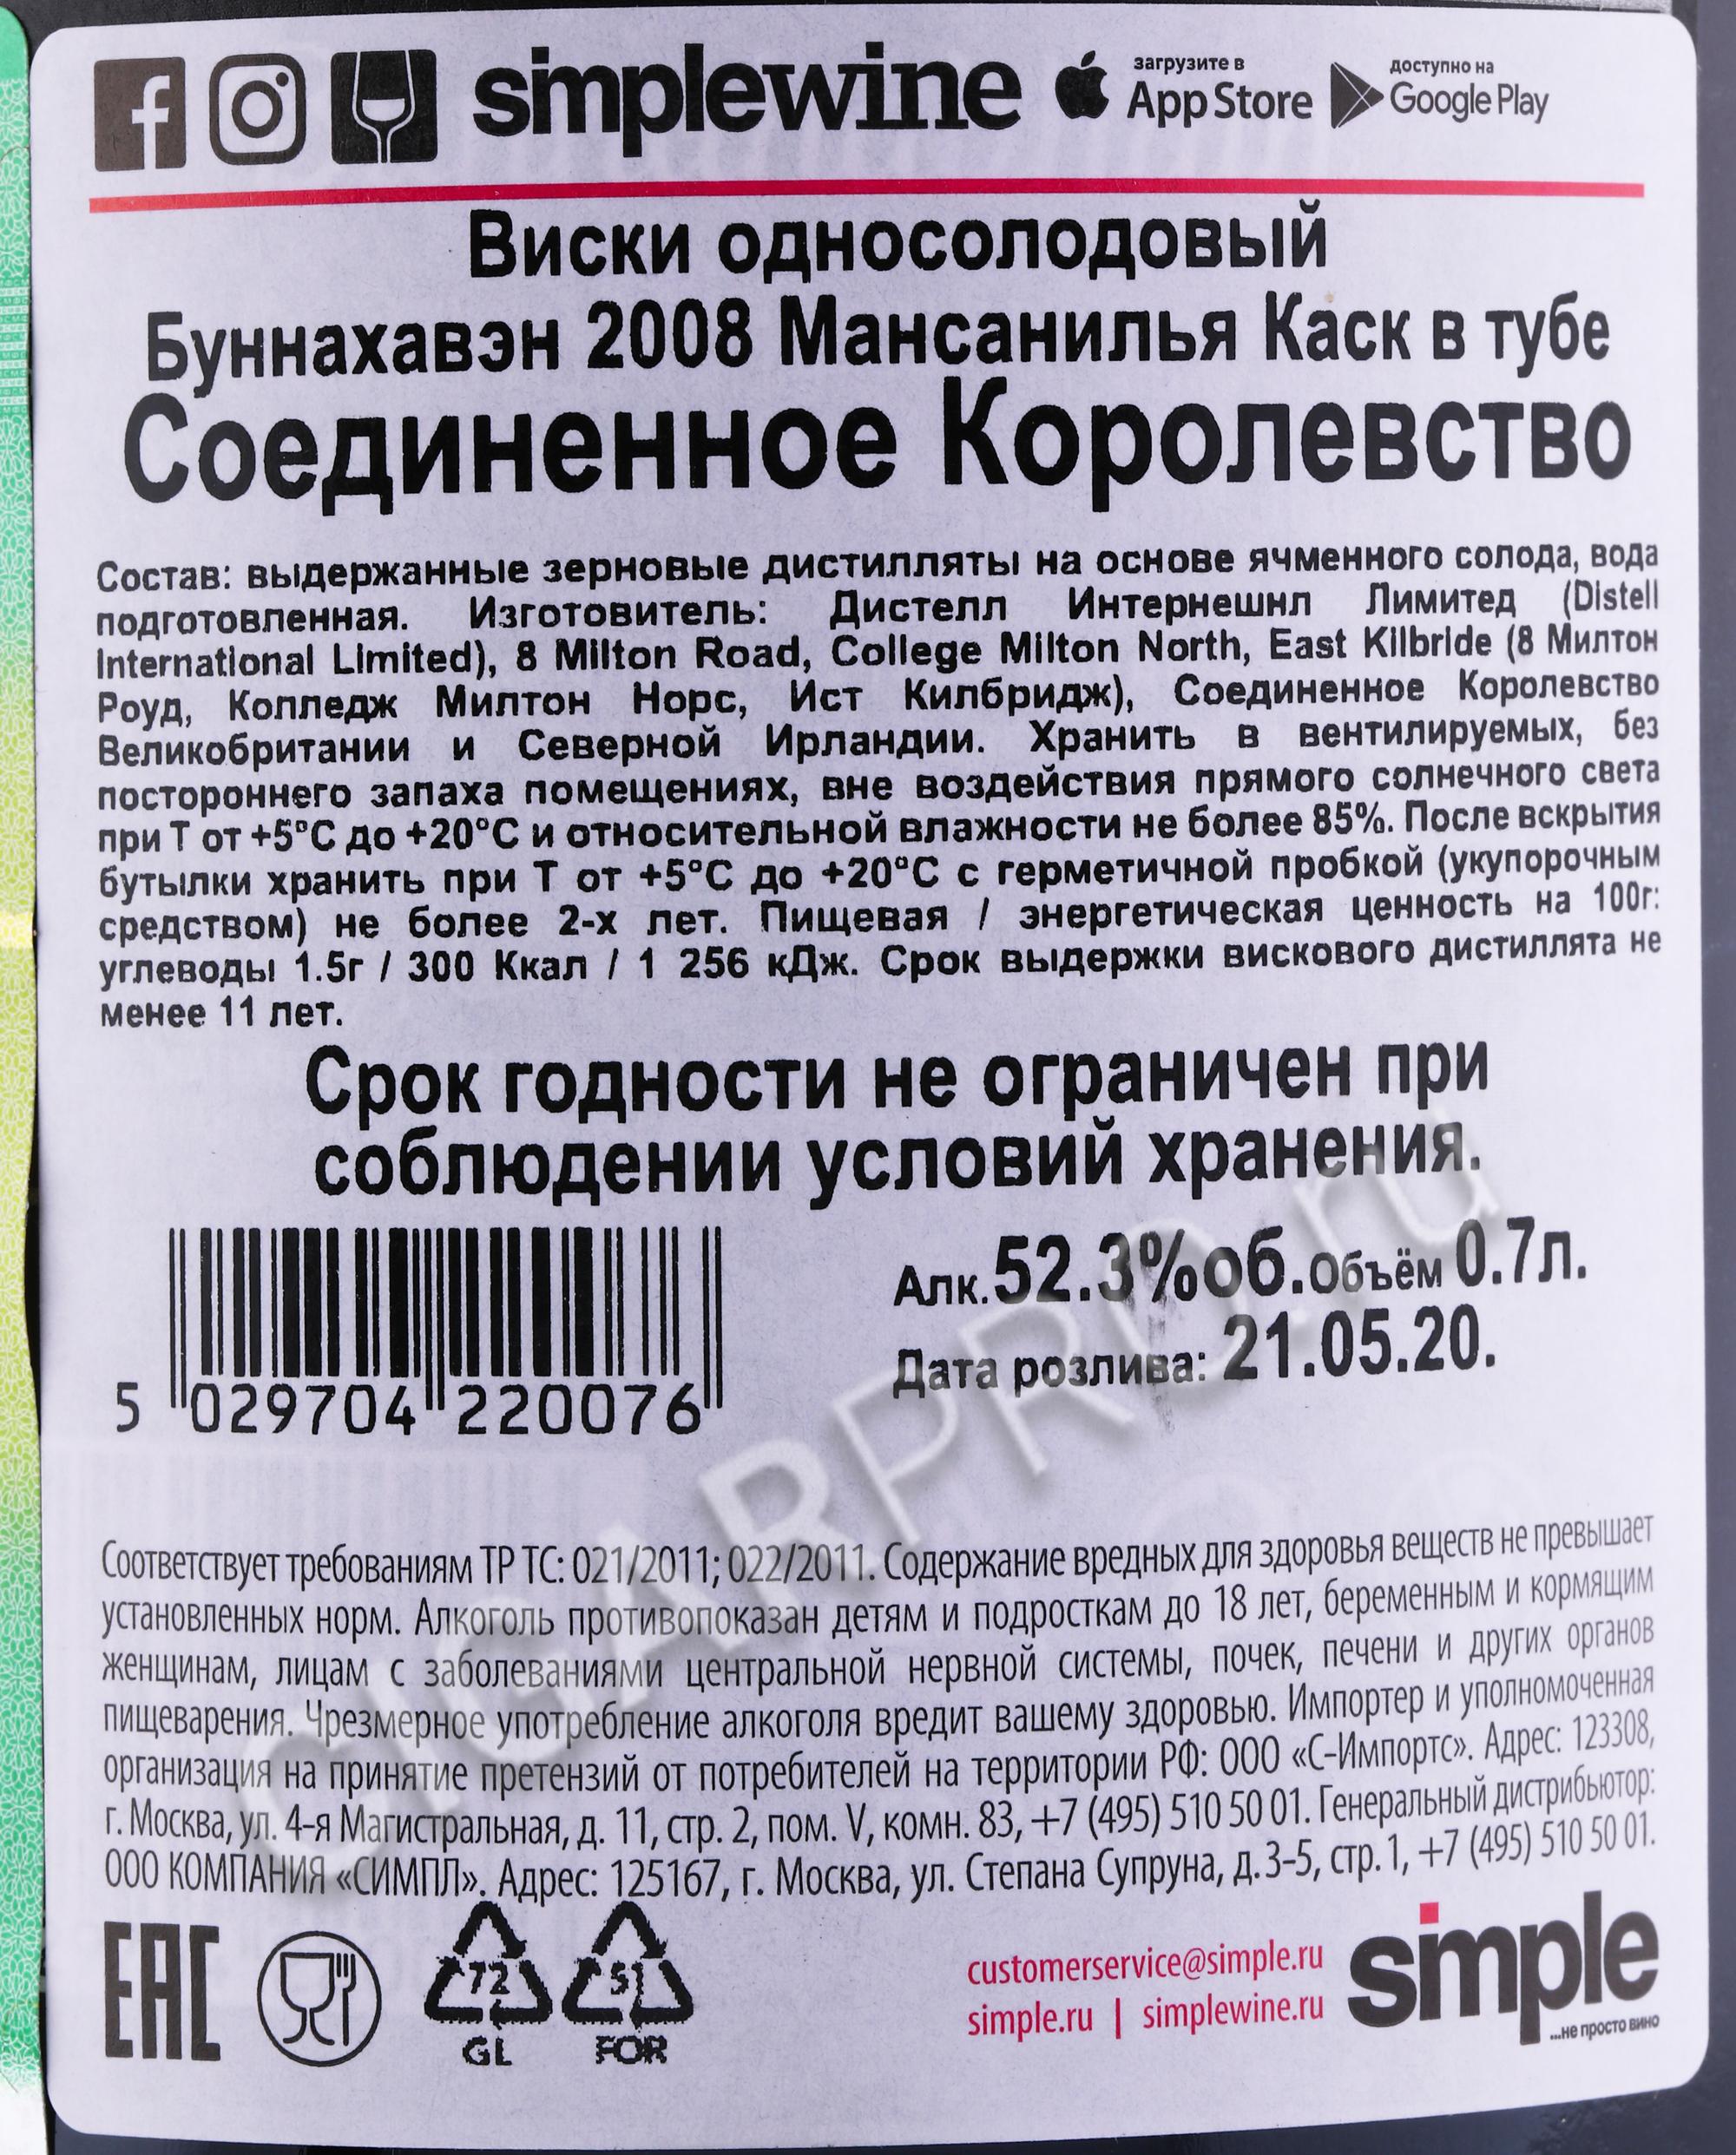 simplewine
загрузите в
App Store
доступно на
Google Play
Виски односолодовый
Буннахавэн 2008 Мансанилья Каск в тубе
Соединенное Королевство
Состав: выдержанные зерновые дистилляты на основе ячменного солода, вода
подготовленная. Изготовитель: Дистелл Интернешнл Лимитед (Distell
International Limited), 8 Milton Road, College Milton North, East Kilbride (8 Милтон
Роуд, Колледж Милтон Норс, Ист Килбридж), Соединенное Королевство
Великобритании и Северной Ирландии. Хранить в вентилируемых, без
постороннего запаха помещениях, вне воздействия прямого солнечного света
при Т от +5°С до +20°С и относительной влажности не более 85%. После вскрытия
бутылки хранить при Т от +5°С до +20°С с герметичной пробкой (укупорочным
средством) не более 2-х лет. Пищевая / энергетическая ценность на 100г:
углеводы 1.5г / 300 Ккал / 1 256 кДж. Срок выдержки вискового дистиллята не
менее 11 лет.
Срок годности не ограничен при
соблюдении условий хранения.
Алк. 52.3%об. Объём 0.7л.
Дата розлива: 21.05.20.
5 029704 220076
CIGARPRO.ru
Соответствует требованиям ТР ТС: 021/2011; 022/2011. Содержание вредных для здоровья веществ не превышает
установленных норм. Алкоголь противопоказан детям и подросткам до 18 лет, беременным и кормящим
женщинам, лицам с заболеваниями центральной нервной системы, почек, печени и других органов
пищеварения. Чрезмерное употребление алкоголя вредит вашему здоровью. Импортер и уполномоченная
организация на принятие претензий от потребителей на территории РФ: ООО «С-Импортс». Адрес: 123308,
г. Москва, ул. 4-я Магистральная, д. 11, стр. 2, пом. V, комн. 83, +7 (495) 510 50 01. Генеральный дистрибьютор:
ООО КОМПАНИЯ «СИМПЛ». Адрес: 125167, г. Москва, ул. Степана Супруна, д.3-5, стр.1, +7 (495) 510 50 01.
EAC
72
GL
51
FOR
customerservice@simple.ru
simple.ru | simplewine.ru
simple
...не просто вино